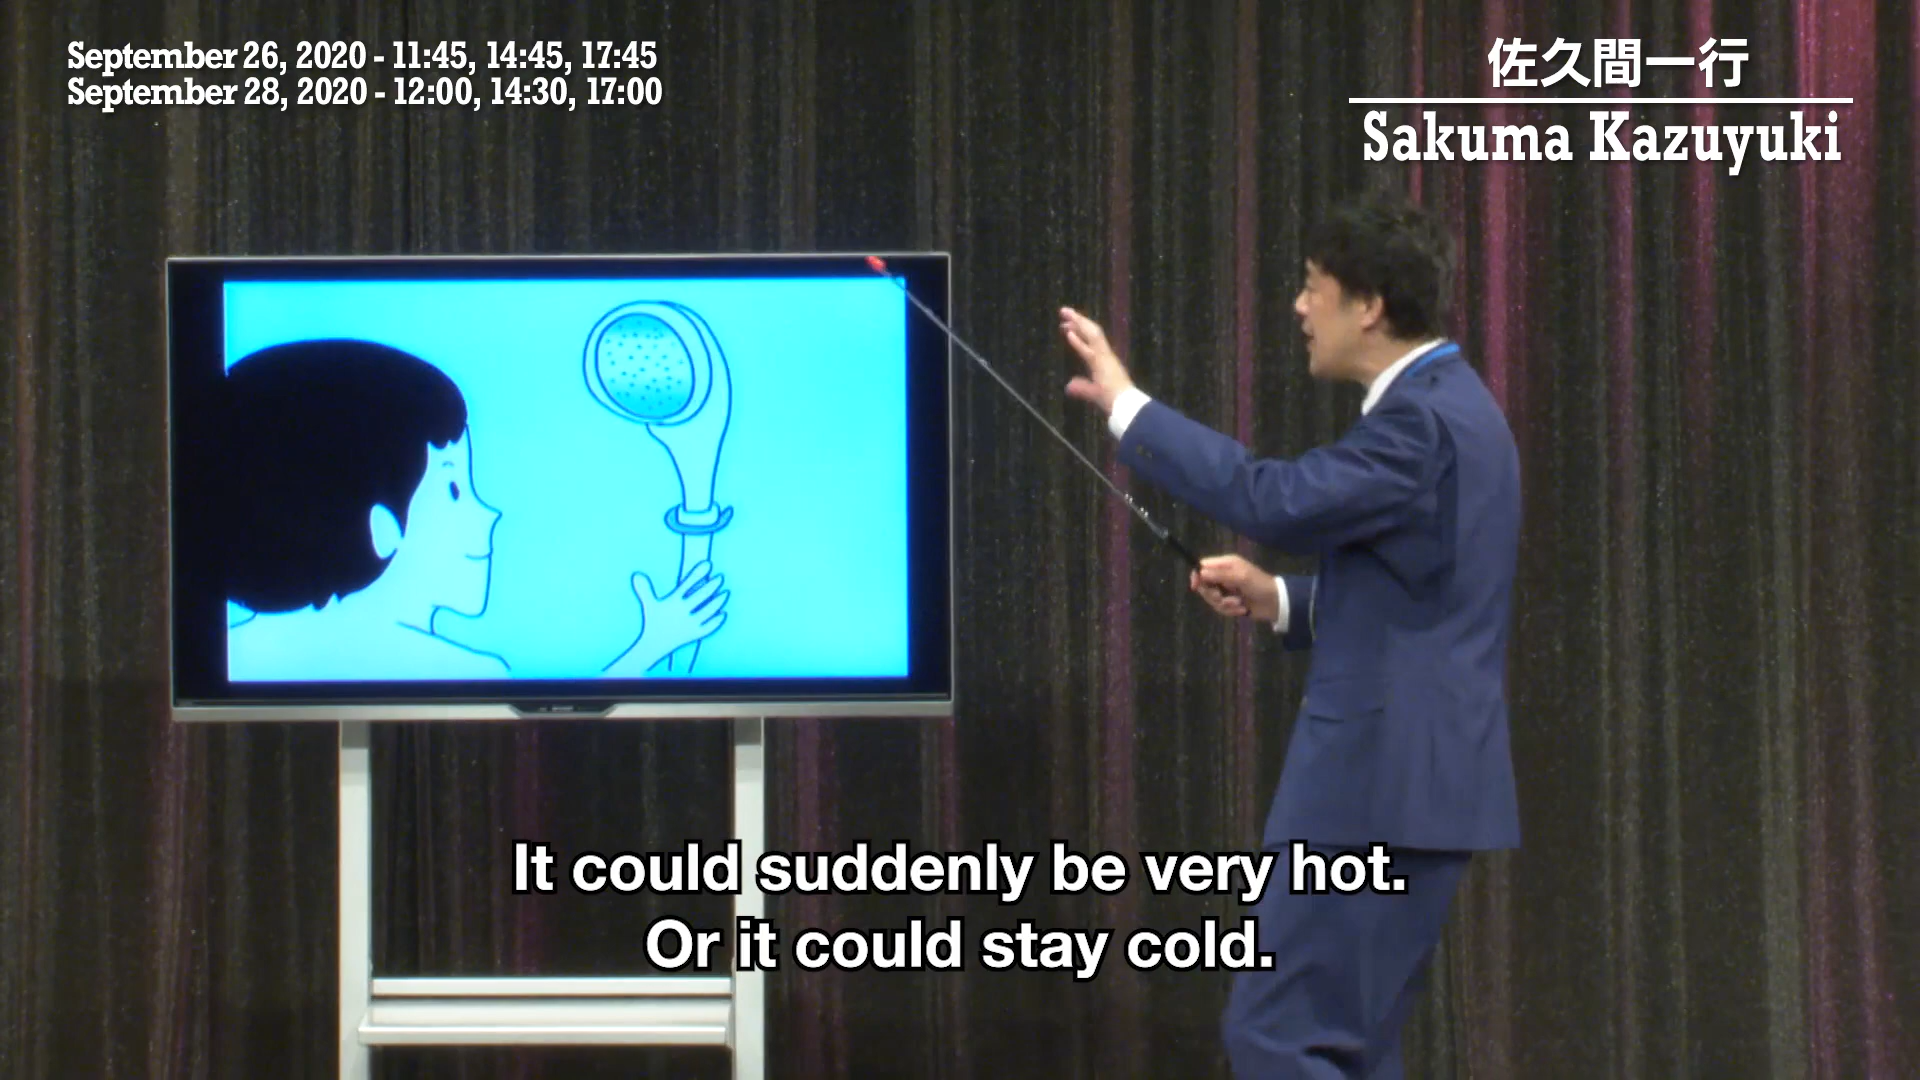 September 26, 2020 - 11:45, 14:45, 17:45
September 28, 2020 - 12:00, 14:30, 17:00
佐久間一行
Sakuma Kazuyuki
It could suddenly be very hot.
Or it could stay cold.